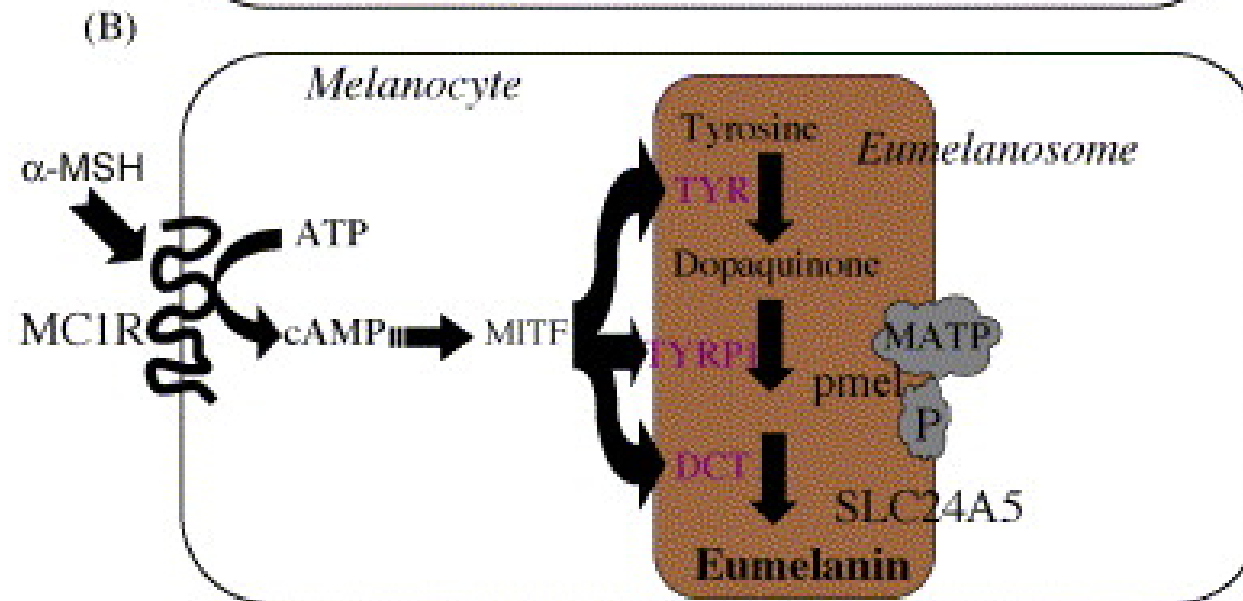 (B)
Melanocyte
Tyrosine
Eumelanosome
α-MSH
TYR
ATP
Dopaquinone
MC1R
cAMP
MITF
TYRP1
MATP
pmel
P
DCT
SLC24A5
Eumelanin